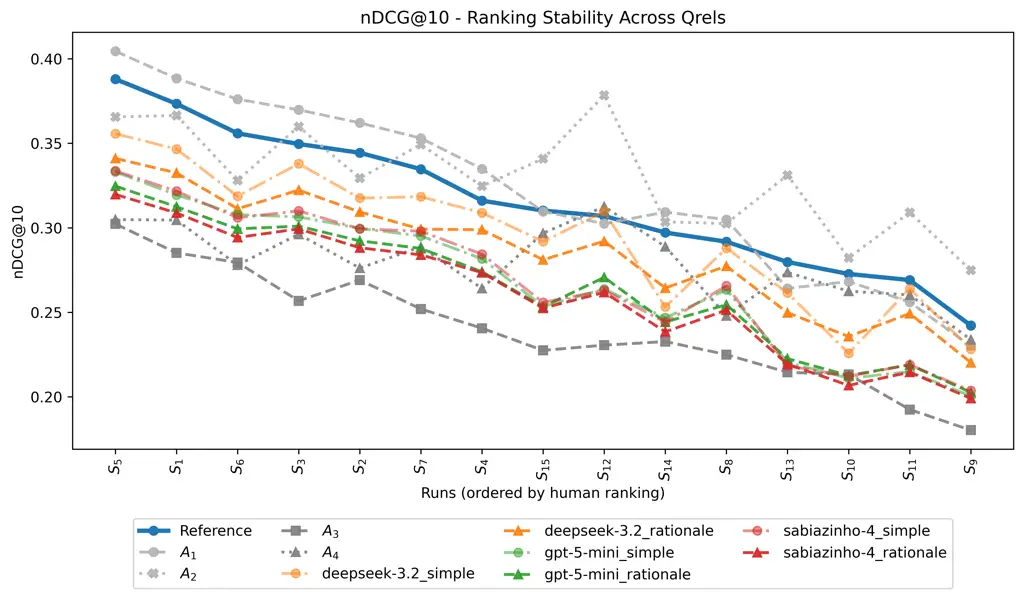 nDCG@10 - Ranking Stability Across Qrels
nDCG@10
0.40
0.35
0.30
0.25
0.20
S₅ S₁ S₆ S₃ S₂ S₇ S₄ S₁₅ S₁₂ S₁₄ S₈ S₁₃ S₁₀ S₁₁ S₉
Runs (ordered by human ranking)
Reference
A₁
A₂
A₃
A₄
deepseek-3.2_simple
deepseek-3.2_rationale
gpt-5-mini_simple
gpt-5-mini_rationale
sabiazinho-4_simple
sabiazinho-4_rationale